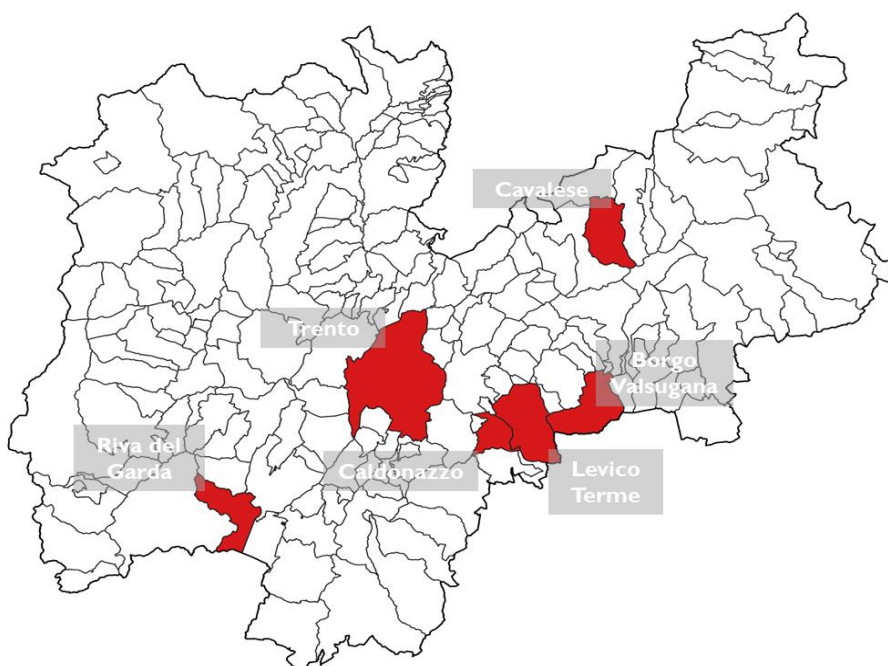 Cavalese
Trento
Borgo
Valsugana
Riva del
Garda
Caldonazzo
Levico
Terme